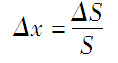 Δx = ΔS / S